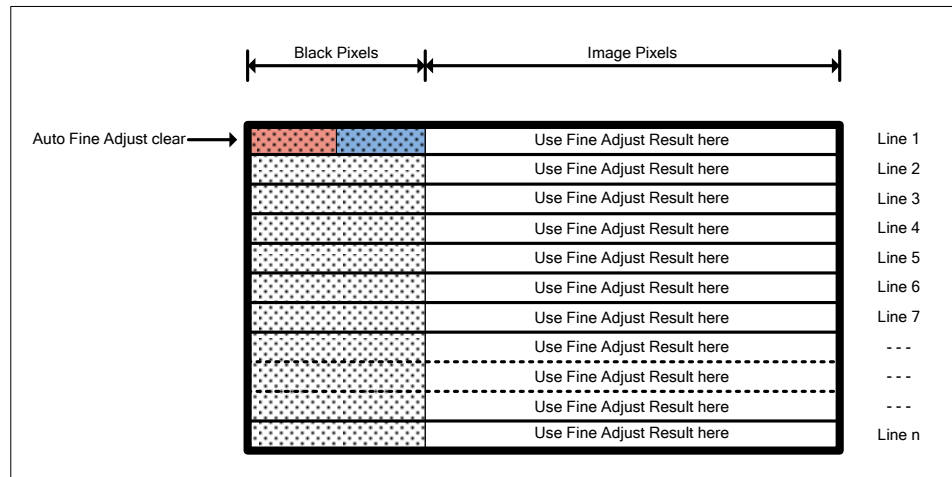 Black Pixels Image Pixels
Auto Fine Adjust clear Use Fine Adjust Result here Line 1
Use Fine Adjust Result here Line 2
Use Fine Adjust Result here Line 3
Use Fine Adjust Result here Line 4
Use Fine Adjust Result here Line 5
Use Fine Adjust Result here Line 6
Use Fine Adjust Result here Line 7
Use Fine Adjust Result here - - -
Use Fine Adjust Result here - - -
Use Fine Adjust Result here - - -
Use Fine Adjust Result here Line n